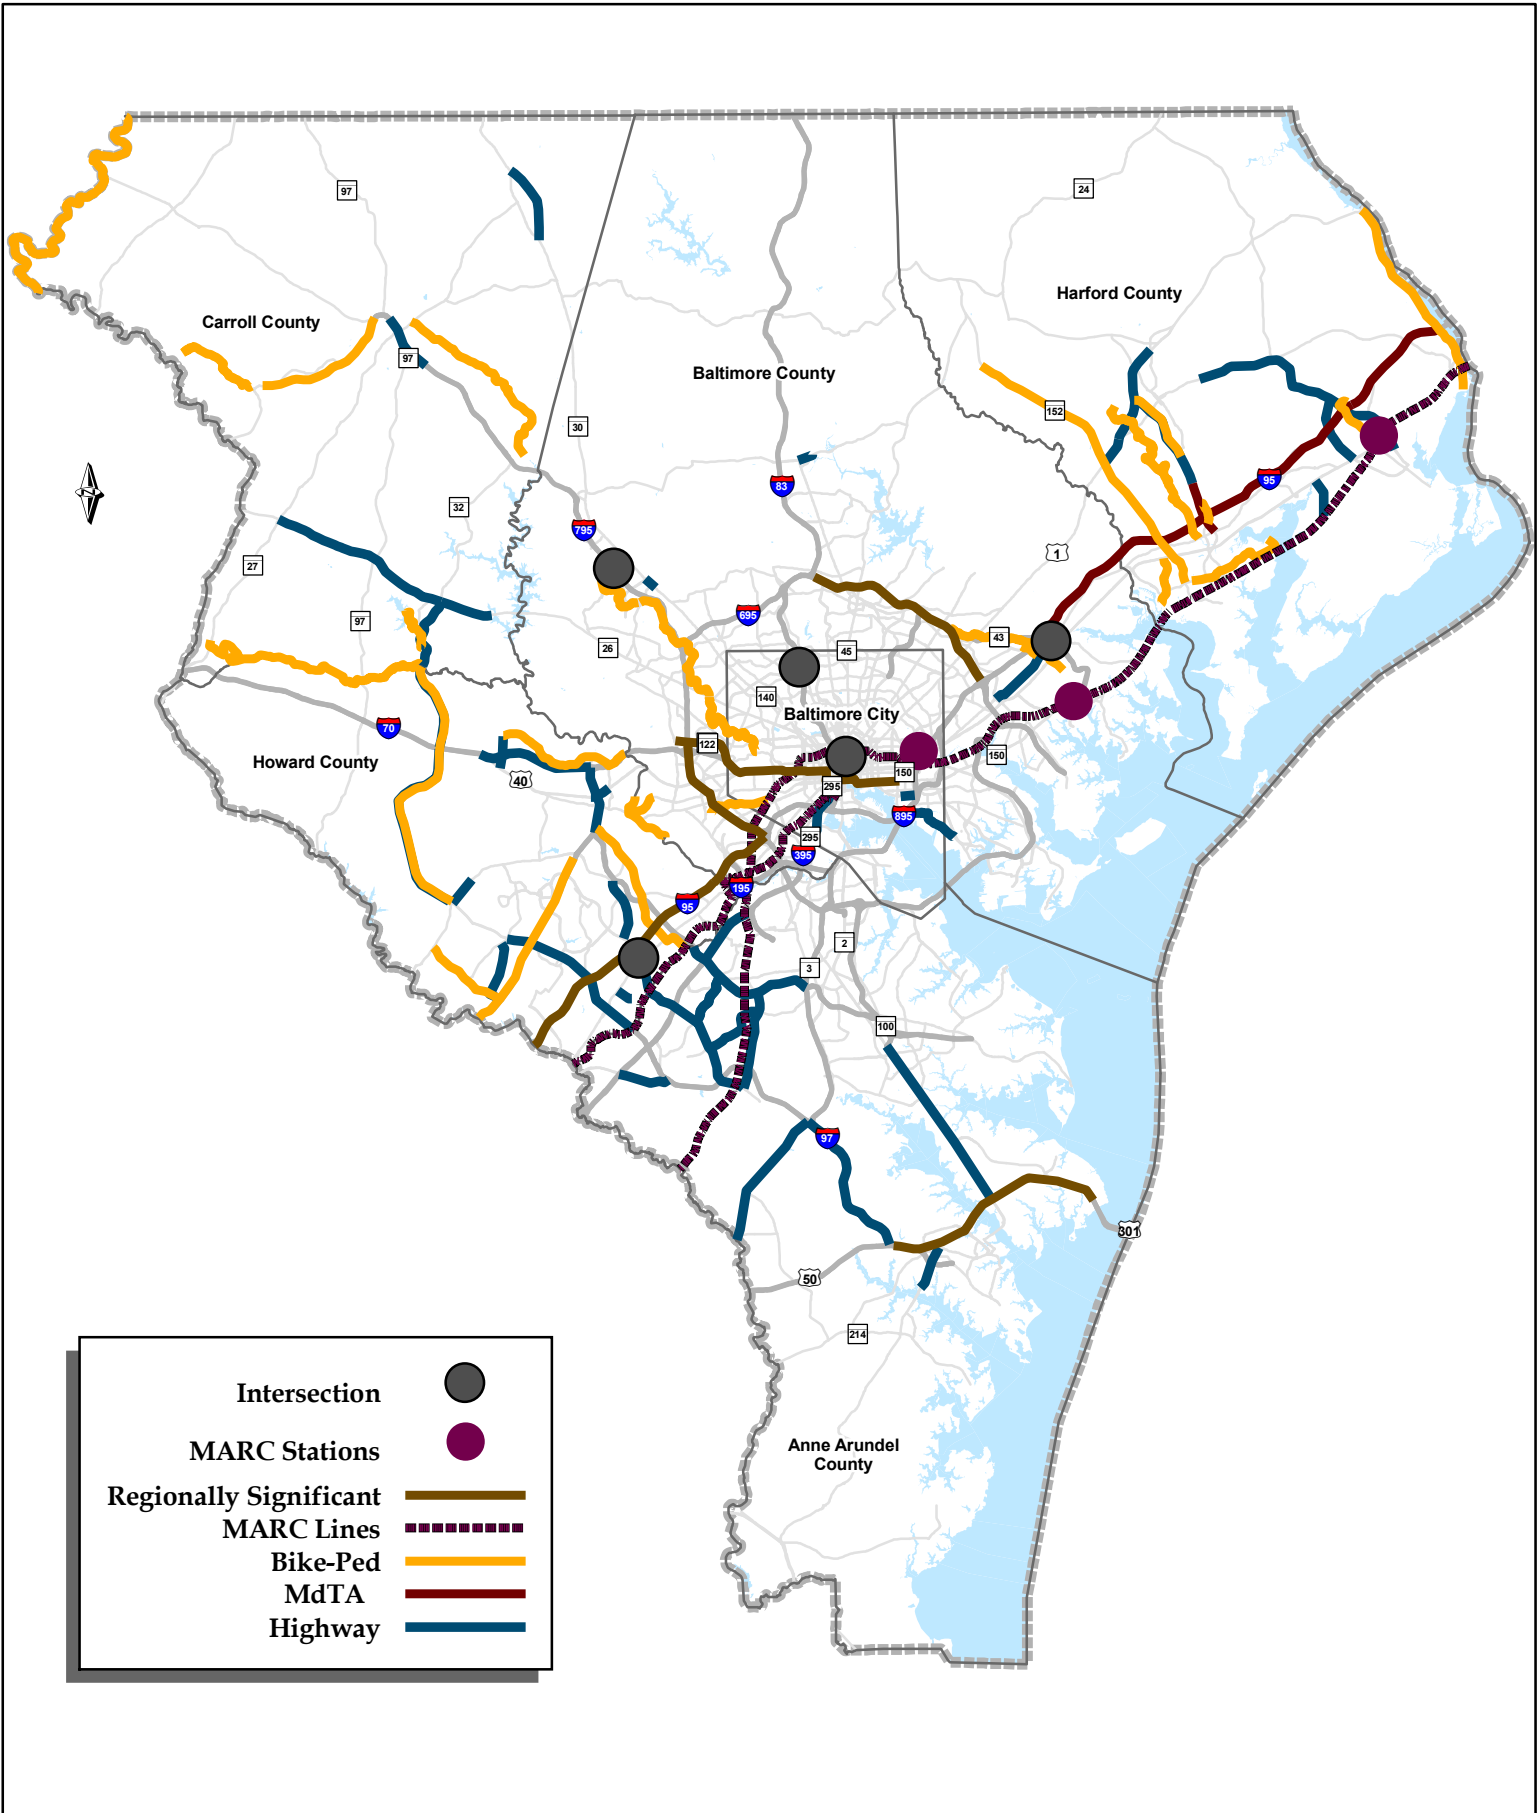 97
24
Harford County
Carroll County
97
Baltimore County
152
30
83
95
32
795
1
27
695
97
43
26
45
140
Baltimore City
70
122
150
Howard County
40
150
295
895
295
395
195
95
2
3
100
97
301
50
214
Anne Arundel
County
Intersection
MARC Stations
Regionally Significant
MARC Lines
Bike-Ped
MdTA
Highway